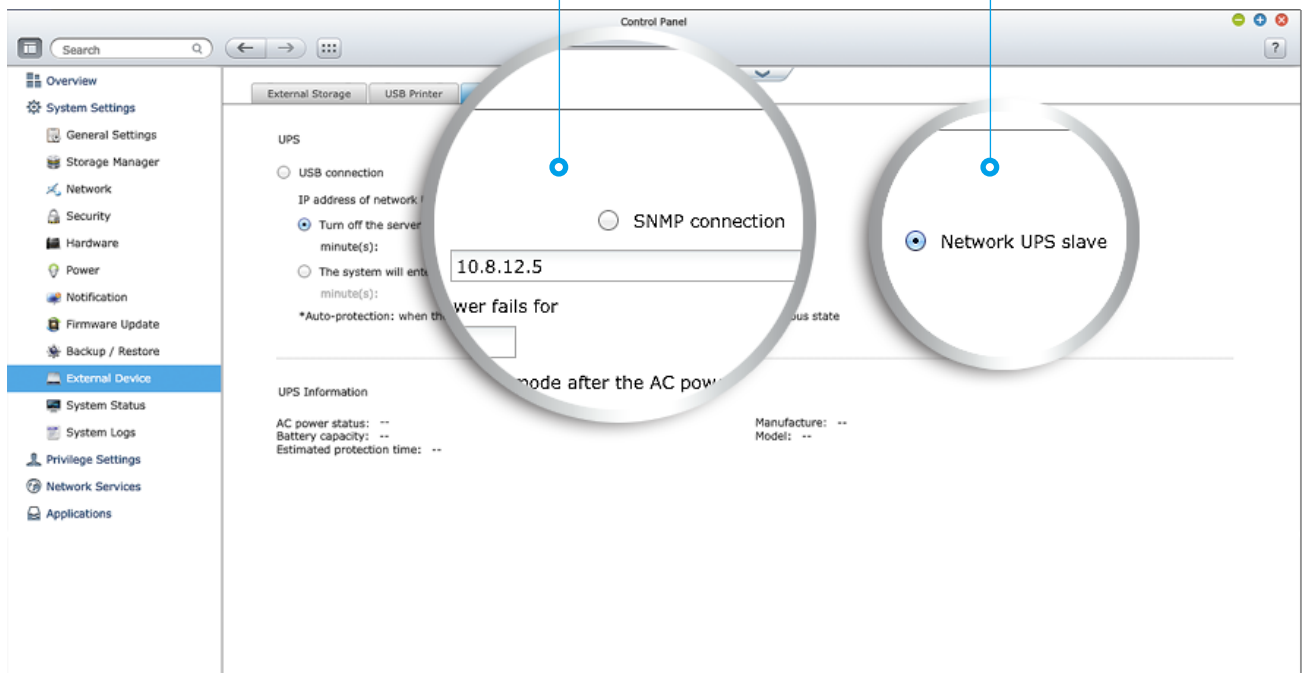 Control Panel
Search
?
Overview
System Settings
General Settings
Storage Manager
Network
Security
Hardware
Power
Notification
Firmware Update
Backup / Restore
External Device
System Status
System Logs
Privilege Settings
Network Services
Applications
External Storage USB Printer
UPS
USB connection
SNMP connection
Network UPS slave
IP address of network
10.8.12.5
Turn off the server
wer fails for
minute(s):
The system will
mode after the AC pow
minute(s):
*Auto-protection: when
state
UPS Information
AC power status: --
Battery capacity: --
Estimated protection time: --
Manufacture: --
Model: --